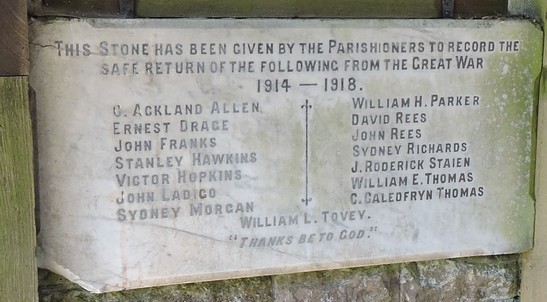 THIS STONE HAS BEEN GIVEN BY THE PARISHIONERS TO RECORD THE
SAFE RETURN OF THE FOLLOWING FROM THE GREAT WAR
1914 — 1918.
C. ACKLAND ALLEN
ERNEST DRACE
JOHN FRANKS
STANLEY HAWKINS
VICTOR HOPKINS
JOHN LADICO
SYDNEY MORGAN
WILLIAM H. PARKER
DAVID REES
JOHN REES
SYDNEY RICHARDS
J. RODERICK STAIEN
WILLIAM E. THOMAS
C. CALEDFRYN THOMAS
WILLIAM L. TOVEY.
"THANKS BE TO GOD."